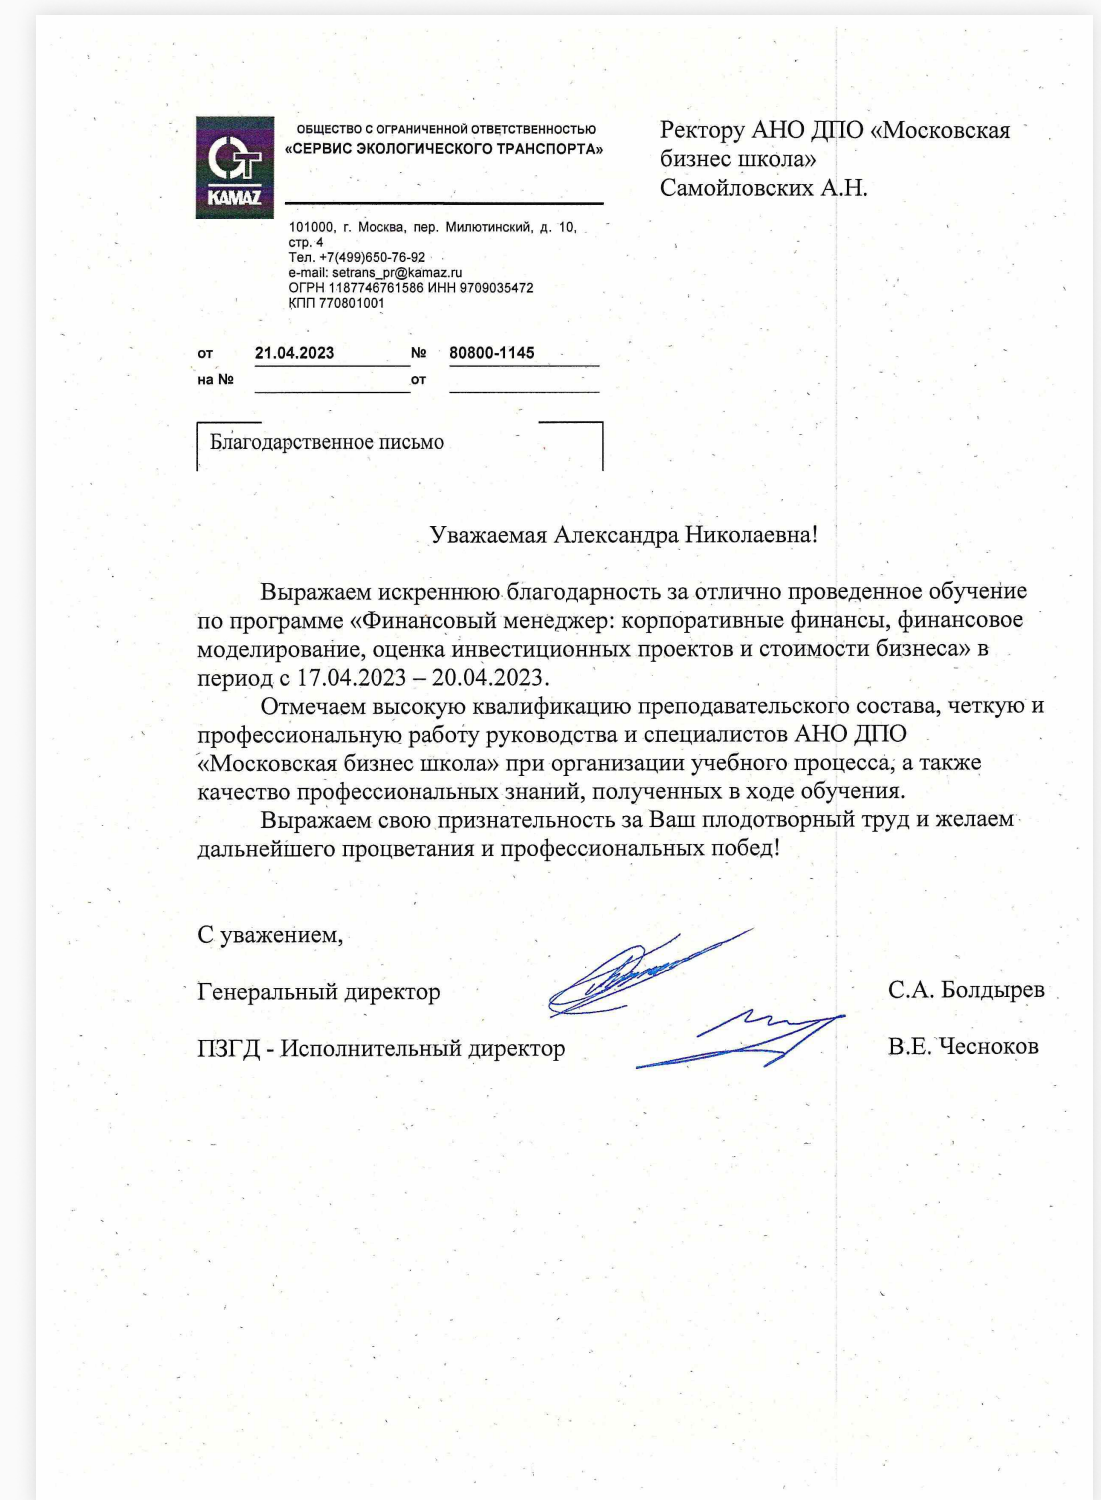 ОБЩЕСТВО С ОГРАНИЧЕННОЙ ОТВЕТСТВЕННОСТЬЮ
«СЕРВИС ЭКОЛОГИЧЕСКОГО ТРАНСПОРТА»
KAMAZ
101000, г. Москва, пер. Милютинский, д. 10,
стр. 4
Тел. +7(499)650-76-92
e-mail: setrans_pr@kamaz.ru
ОГРН 1187746761586 ИНН 9709035472
КПП 770801001
Ректору АНО ДПО «Московская
бизнес школа»
Самойловских А.Н.
от 21.04.2023 № 80800-1145
на № от
Благодарственное письмо
Уважаемая Александра Николаевна!
Выражаем искреннюю благодарность за отлично проведенное обучение
по программе «Финансовый менеджер: корпоративные финансы, финансовое
моделирование, оценка инвестиционных проектов и стоимости бизнеса» в
период с 17.04.2023 – 20.04.2023.
Отмечаем высокую квалификацию преподавательского состава, четкую и
профессиональную работу руководства и специалистов АНО ДПО
«Московская бизнес школа» при организации учебного процесса, а также
качество профессиональных знаний, полученных в ходе обучения.
Выражаем свою признательность за Ваш плодотворный труд и желаем
дальнейшего процветания и профессиональных побед!
С уважением,
Генеральный директор С.А. Болдырев
ПЗГД - Исполнительный директор В.Е. Чесноков